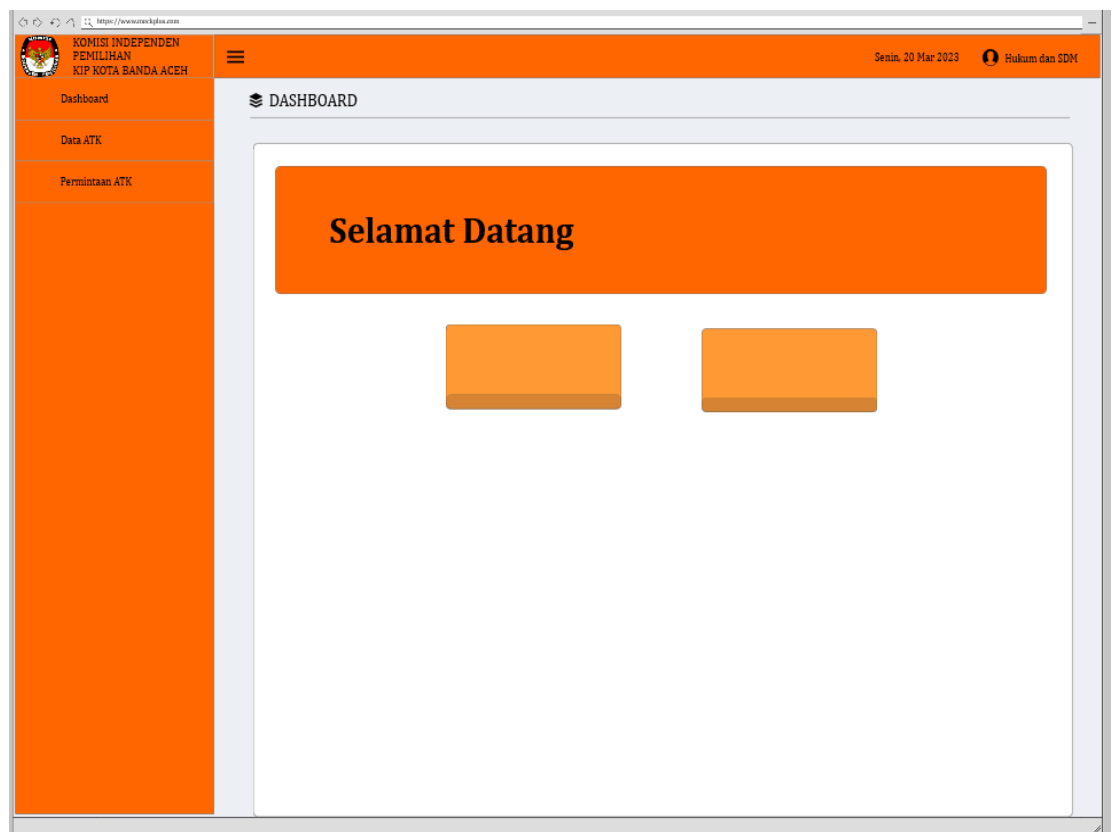 https://www.mockplus.com
KOMISI INDEPENDEN
PEMILIHAN
KIP KOTA BANDA ACEH
Senin, 20 Mar 2023
Hukum dan SDM
Dashboard
Data ATK
Permintaan ATK
DASHBOARD
Selamat Datang